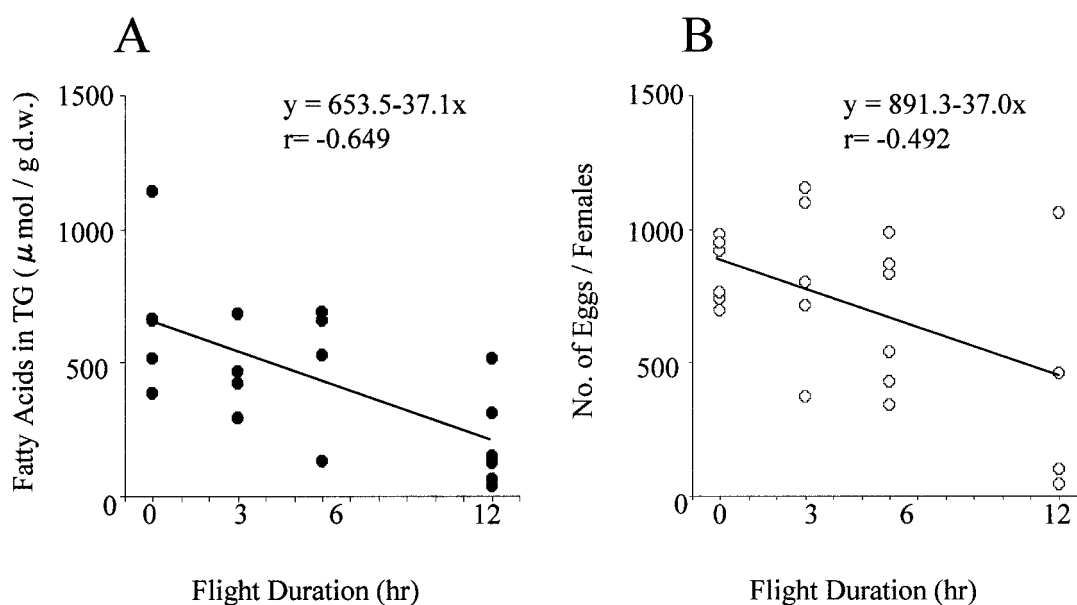 A
y = 653.5-37.1x
r= -0.649
Fatty Acids in TG ( μ mol / g d.w.)
1500
1000
500
0
0 3 6 12
Flight Duration (hr)
B
y = 891.3-37.0x
r= -0.492
No. of Eggs / Females
1500
1000
500
0
0 3 6 12
Flight Duration (hr)